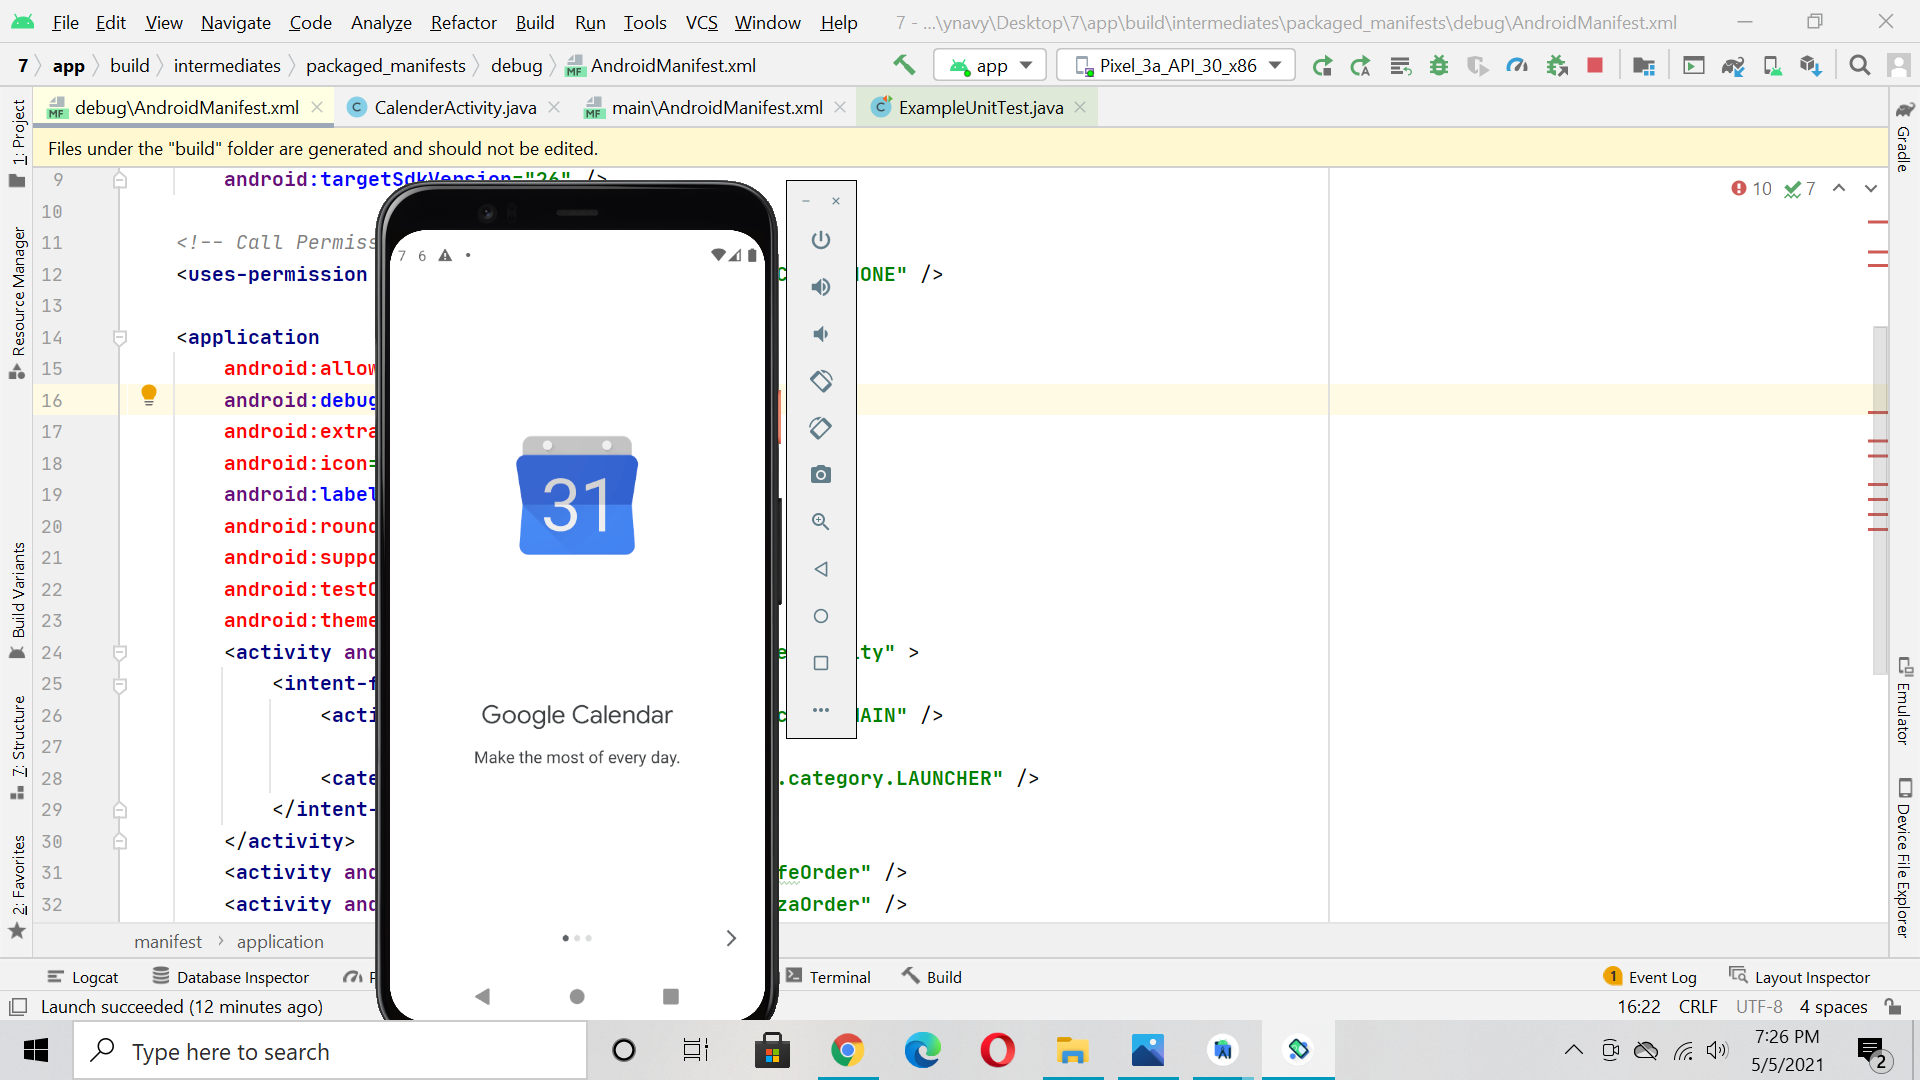 File Edit View Navigate Code Analyze Refactor Build Run Tools VCS Window Help 7 - ...\ynavy\Desktop\7\app\build\intermediates\packaged_manifests\debug\AndroidManifest.xml
7 app build intermediates packaged_manifests debug AndroidManifest.xml app Pixel_3a_API_30_x86
debug\AndroidManifest.xml CalenderActivity.java main\AndroidManifest.xml ExampleUnitTest.java
Files under the "build" folder are generated and should not be edited.
1: Project
Resource Manager
Build Variants
7: Structure
2: Favorites
9 android:targetSdkVersion="26" />
10
11 <!-- Call Permiss
12 <uses-permission ONE" />
13
14 <application
15 android:allow
16 android:debug
17 android:extra
18 android:icon=
19 android:label
20 android:round
21 android:suppo
22 android:testO
23 android:theme
24 <activity and ty" >
25 <intent-f
26 <acti AIN" />
27
28 <cate .category.LAUNCHER" />
29 </intent-
30 </activity>
31 <activity and feOrder" />
32 <activity and zaOrder" />
10 7
7 6
31
Google Calendar
Make the most of every day.
Gradle
Emulator
Device File Explorer
manifest application
Logcat Database Inspector P Terminal Build 1 Event Log Layout Inspector
Launch succeeded (12 minutes ago) 16:22 CRLF UTF-8 4 spaces
Type here to search
7:26 PM
5/5/2021
2